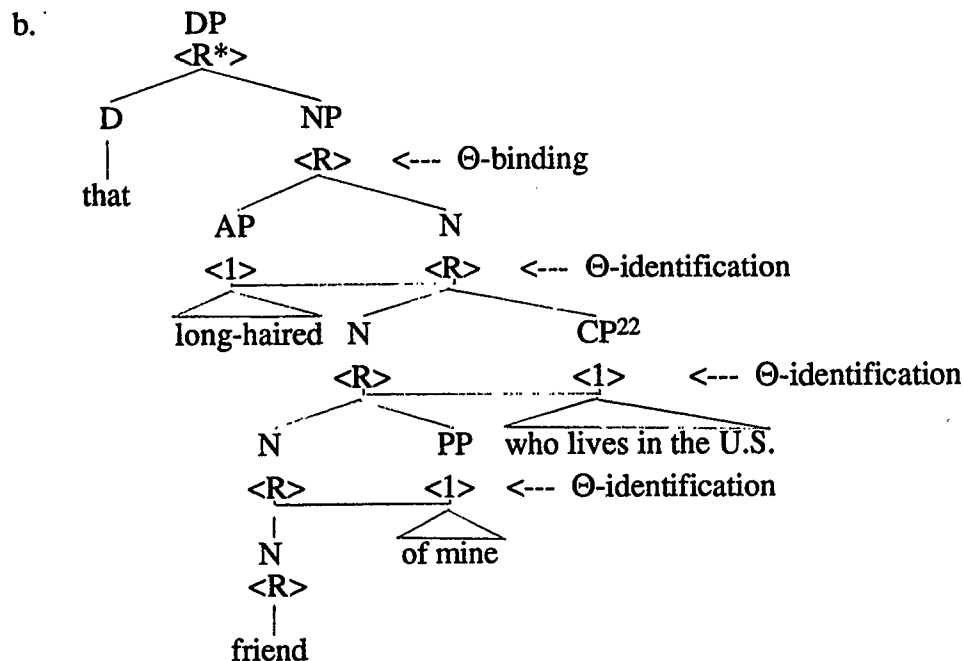 b. DP
<R*>
D NP
<R> <--- Θ-binding
that
AP N
<1> <R> <--- Θ-identification
long-haired N CP22
<R> <1> <--- Θ-identification
N PP who lives in the U.S.
<R> <1> <--- Θ-identification
N of mine
<R>
friend